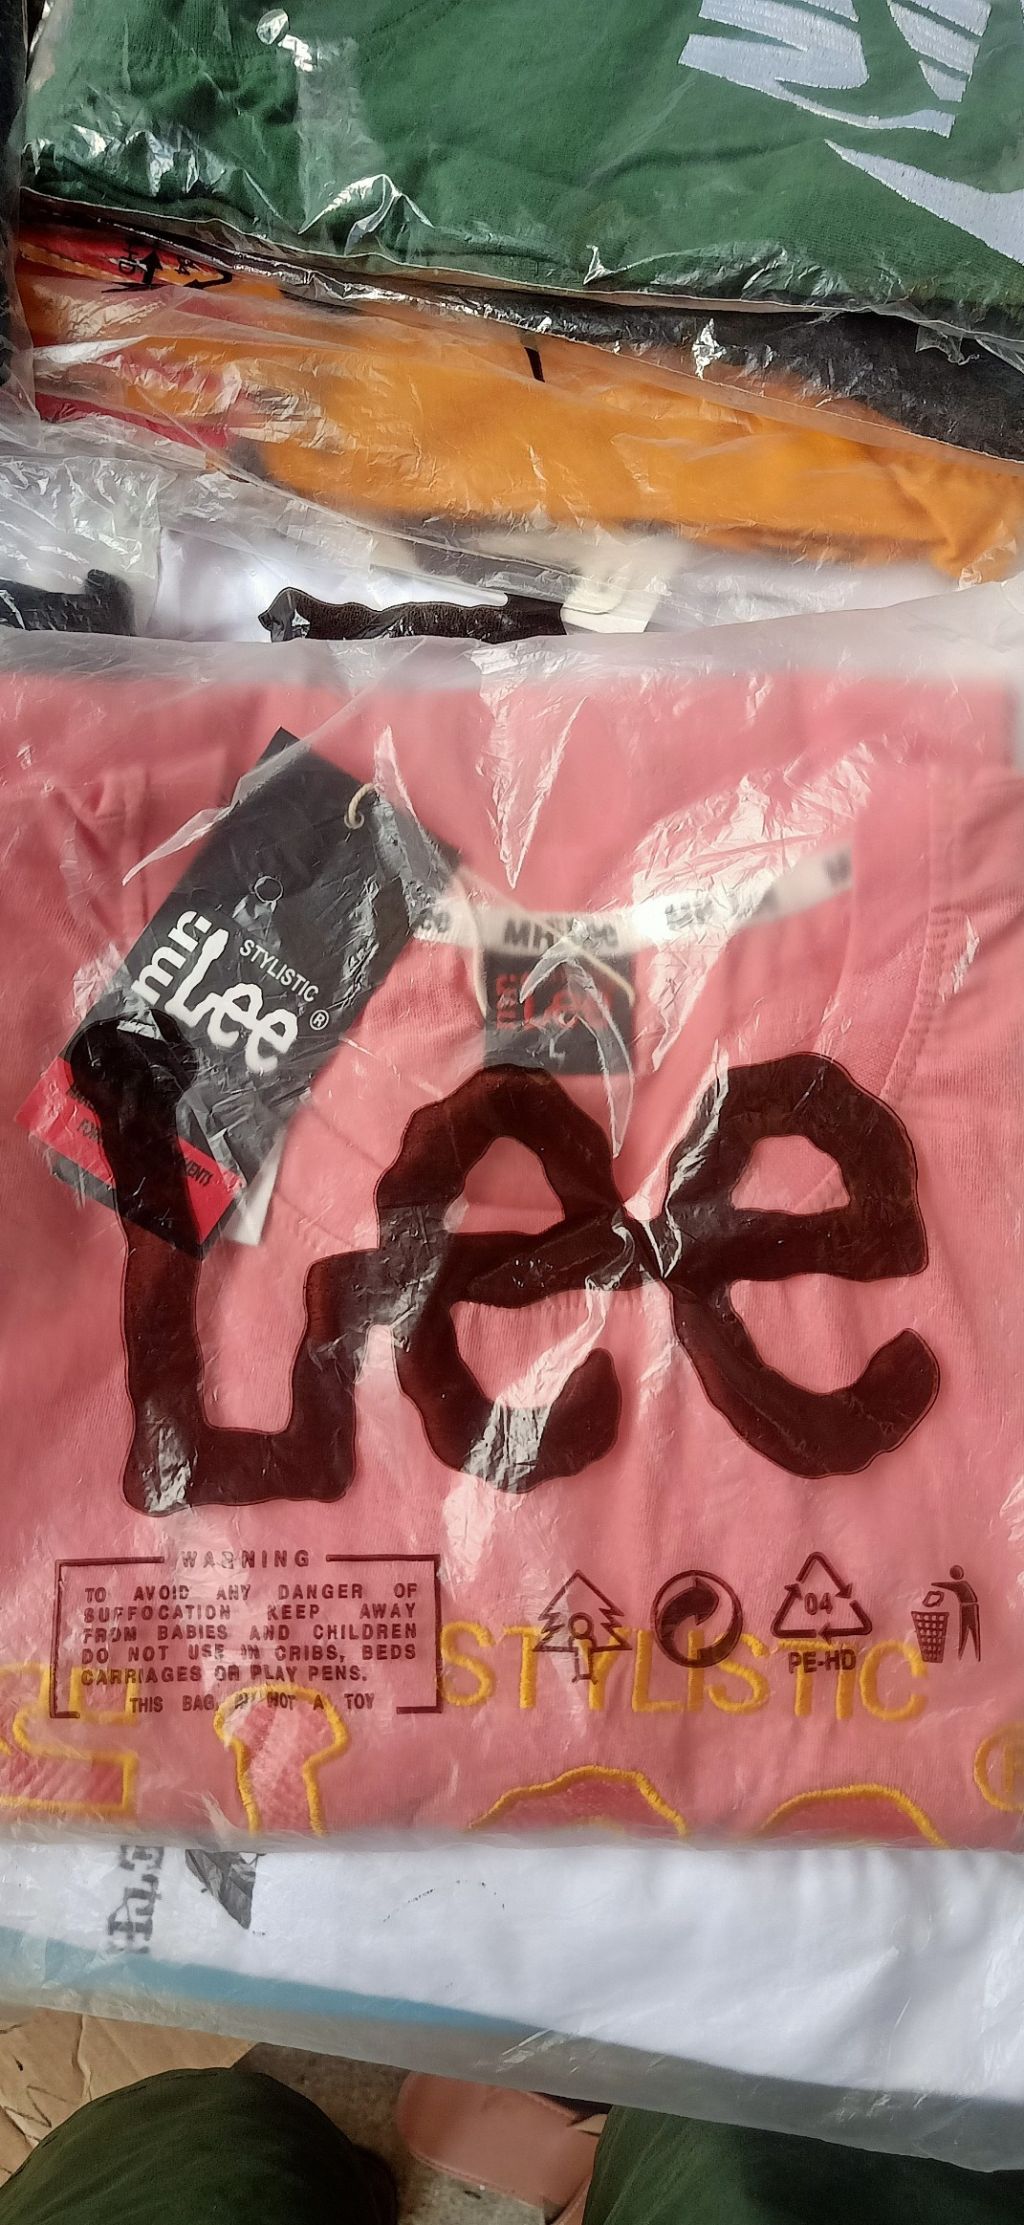 mr.
STYLISTIC
Lee®
MR Lee
mr.
Lee
L
Lee
WARNING
TO AVOID ANY DANGER OF
SUFFOCATION KEEP AWAY
FROM BABIES AND CHILDREN
DO NOT USE IN CRIBS, BEDS
CARRIAGES OR PLAY PENS.
THIS BAG IS NOT A TOY
04
PE-HD
STYLISTIC